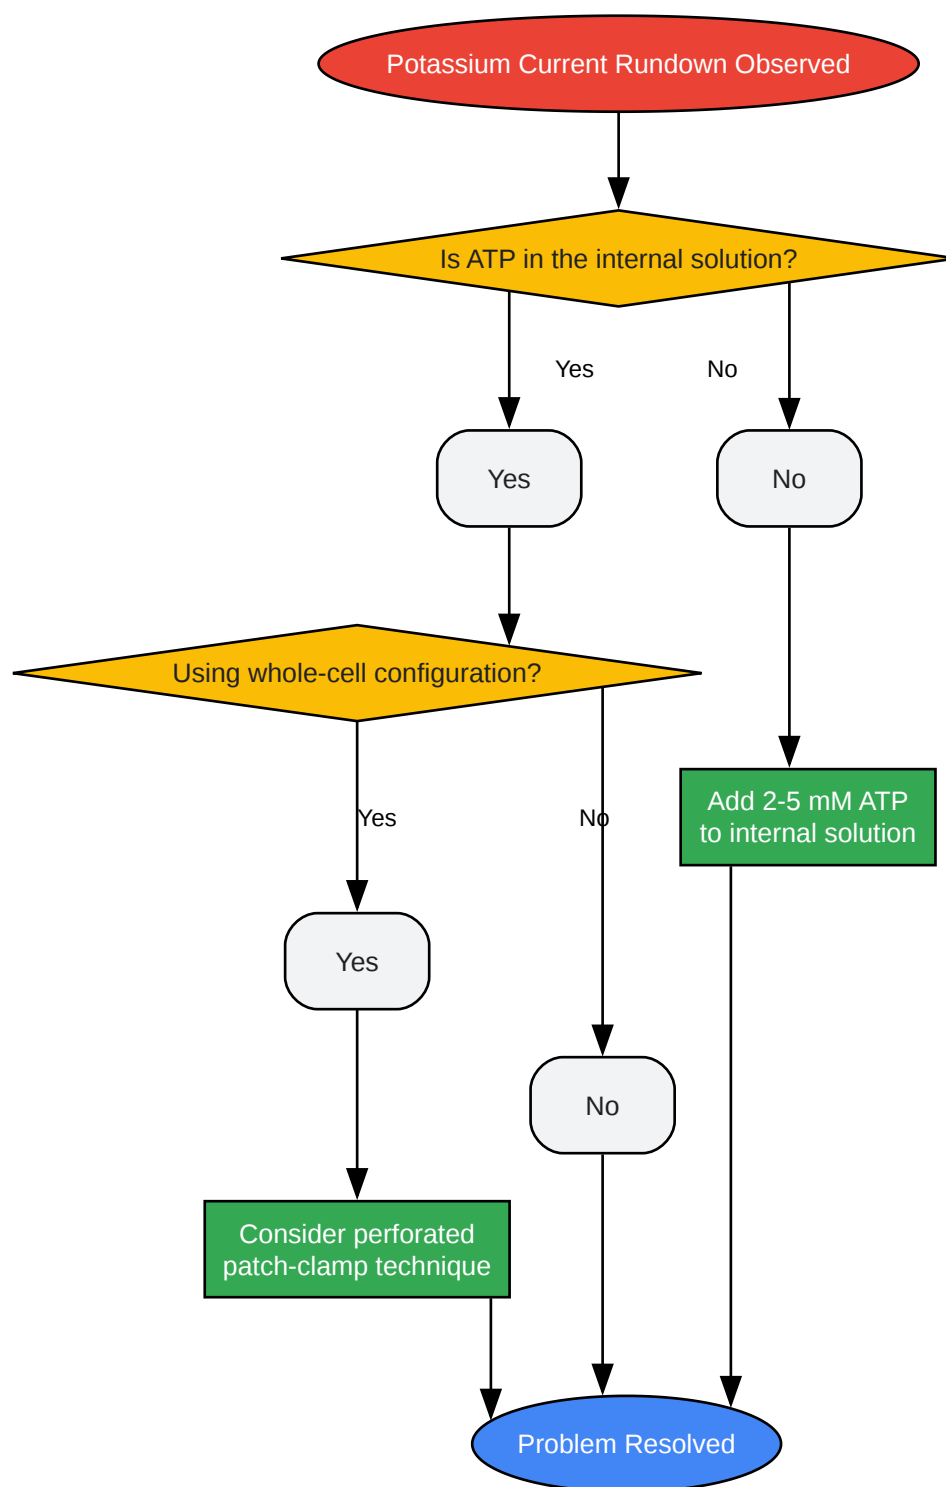 Potassium Current Rundown Observed
Is ATP in the internal solution?
Yes
No
Yes
No
Using whole-cell configuration?
Yes
No
Add 2-5 mM ATP
to internal solution
Yes
No
Consider perforated
patch-clamp technique
Problem Resolved